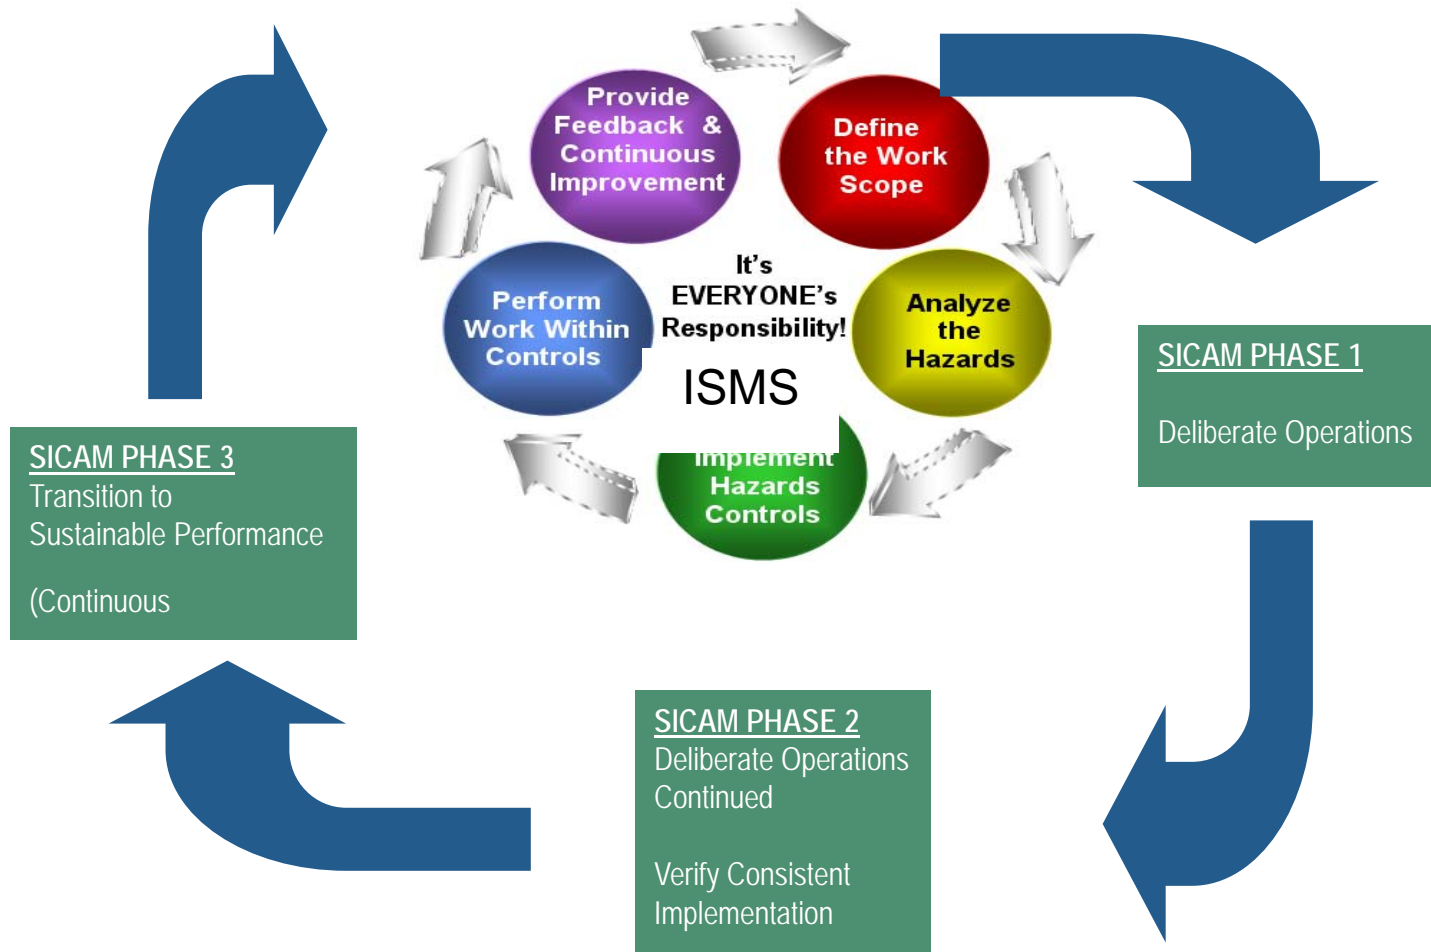 Provide
Feedback &
Continuous
Improvement
Define
the Work
Scope
Analyze
the
Hazards
Implement
Hazards
Controls
Perform
Work Within
Controls
It's
EVERYONE's
Responsibility!
ISMS
SICAM PHASE 1
Deliberate Operations
SICAM PHASE 2
Deliberate Operations
Continued
Verify Consistent
Implementation
SICAM PHASE 3
Transition to
Sustainable Performance
(Continuous